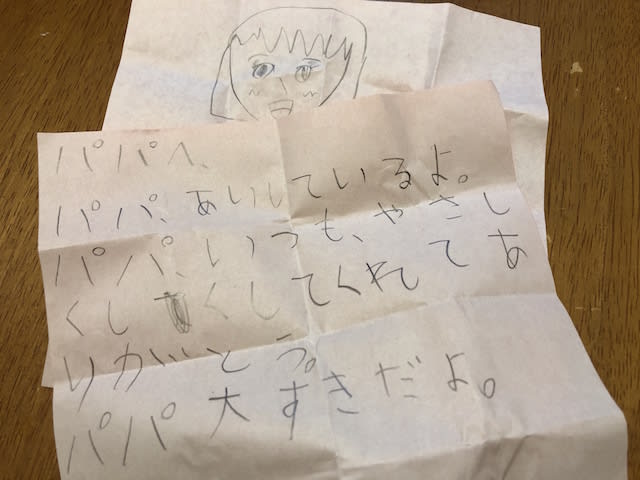 パパへ、
パパ、あいしているよ。
パパ、いつも、やさし
くしてくしてくれてあ
りがとう。
パパ大すきだよ。